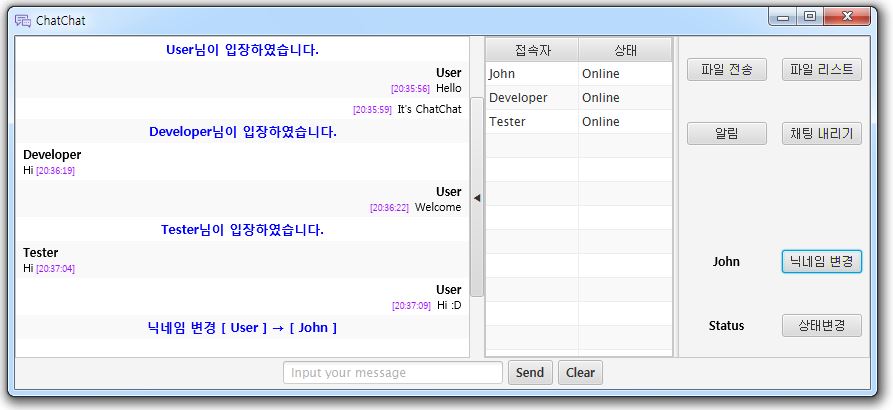 ChatChat
User님이 입장하였습니다.
User
[20:35:56] Hello
[20:35:59] It's ChatChat
Developer님이 입장하였습니다.
Developer
Hi [20:36:19]
User
[20:36:22] Welcome
Tester님이 입장하였습니다.
Tester
Hi [20:37:04]
User
[20:37:09] Hi :D
닉네임 변경 [ User ] → [ John ]
접속자 상태
John Online
Developer Online
Tester Online
파일 전송 파일 리스트
알림 채팅 내리기
John 닉네임 변경
Status 상태변경
Input your message Send Clear